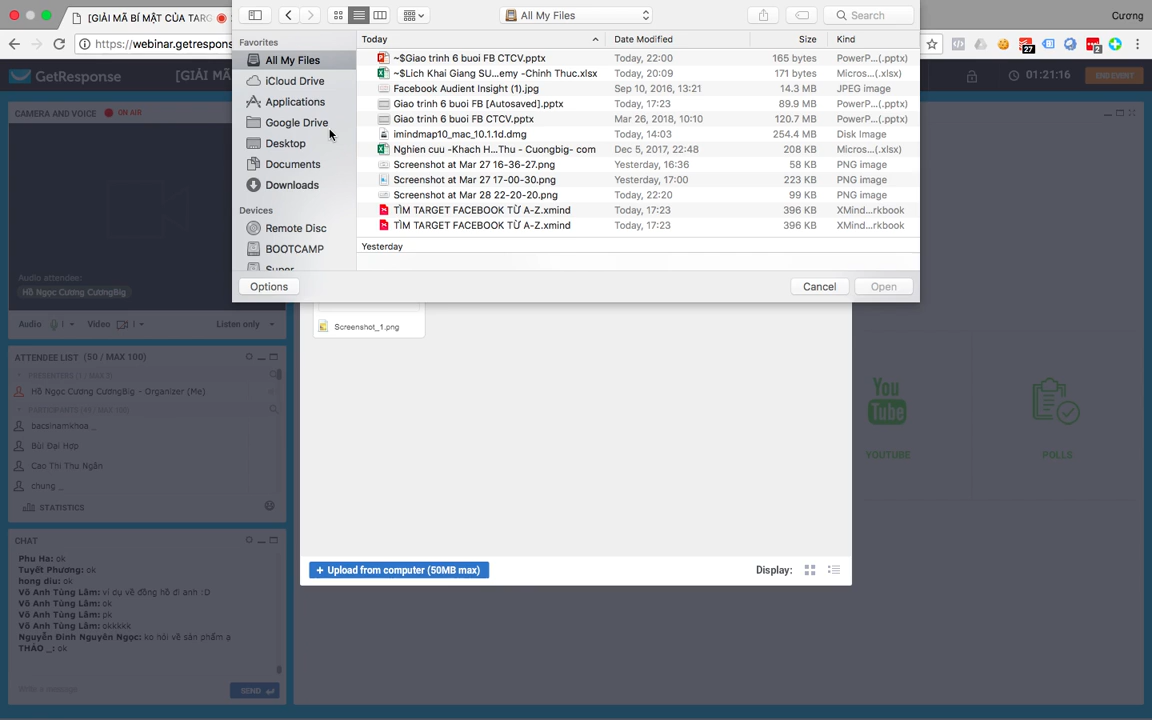 [GIẢI MÃ BÍ MẬT CỦA TARG
All My Files
Search
Cương
https://webinar.getrespons
27
2
GetResponse
[GIẢI MÃ
01:21:16
END EVENT
Favorites
All My Files
iCloud Drive
Applications
Google Drive
Desktop
Documents
Downloads
Devices
Remote Disc
BOOTCAMP
Super
Today
Date Modified
Size
Kind
~$Giao trinh 6 buoi FB CTCV.pptx
Today, 22:00
165 bytes
PowerP...(.pptx)
~$Lich Khai Giang SU...emy -Chinh Thuc.xlsx
Today, 20:09
171 bytes
Micros...(.xlsx)
Facebook Audient Insight (1).jpg
Sep 10, 2016, 13:21
14.3 MB
JPEG image
Giao trinh 6 buoi FB [Autosaved].pptx
Today, 17:23
89.9 MB
PowerP...(.pptx)
Giao trinh 6 buoi FB CTCV.pptx
Mar 26, 2018, 10:10
120.7 MB
PowerP...(.pptx)
imindmap10_mac_10.1.1d.dmg
Today, 14:03
254.4 MB
Disk Image
Nghien cuu -Khach H...Thu - Cuongbig- com
Dec 5, 2017, 22:48
208 KB
Micros...(.xlsx)
Screenshot at Mar 27 16-36-27.png
Yesterday, 16:36
58 KB
PNG image
Screenshot at Mar 27 17-00-30.png
Yesterday, 17:00
223 KB
PNG image
Screenshot at Mar 28 22-20-20.png
Today, 22:20
99 KB
PNG image
TÌM TARGET FACEBOOK TỪ A-Z.xmind
Today, 17:23
396 KB
XMind...rkbook
TÌM TARGET FACEBOOK TỪ A-Z.xmind
Today, 17:23
396 KB
XMind...rkbook
Yesterday
Options
Cancel
Open
CAMERA AND VOICE
ON AIR
Audio attendee:
Hồ Ngọc Cương CươngBig
Audio
Video
Listen only
ATTENDEE LIST (50 / MAX 100)
PRESENTERS (1 / MAX 3)
Hồ Ngọc Cương CươngBig - Organizer (Me)
bacsinamkhoa _
Bùi Đại Hợp
Cao Thi Thu Ngân
chung _
STATISTICS
CHAT
Phu Ha: ok
Tuyết Phương: ok
hong diu: ok
Võ Anh Tùng Lâm: ví dụ về đồng hồ đi anh :D
Võ Anh Tùng Lâm: ok
Võ Anh Tùng Lâm: pk
Võ Anh Tùng Lâm: okkkkk
Nguyễn Đình Nguyên Ngọc: ko hỏi về sản phẩm ạ
THẢO _: ok
Write a message
SEND
Screenshot_1.png
+ Upload from computer (50MB max)
Display:
You
Tube
YOUTUBE
POLLS